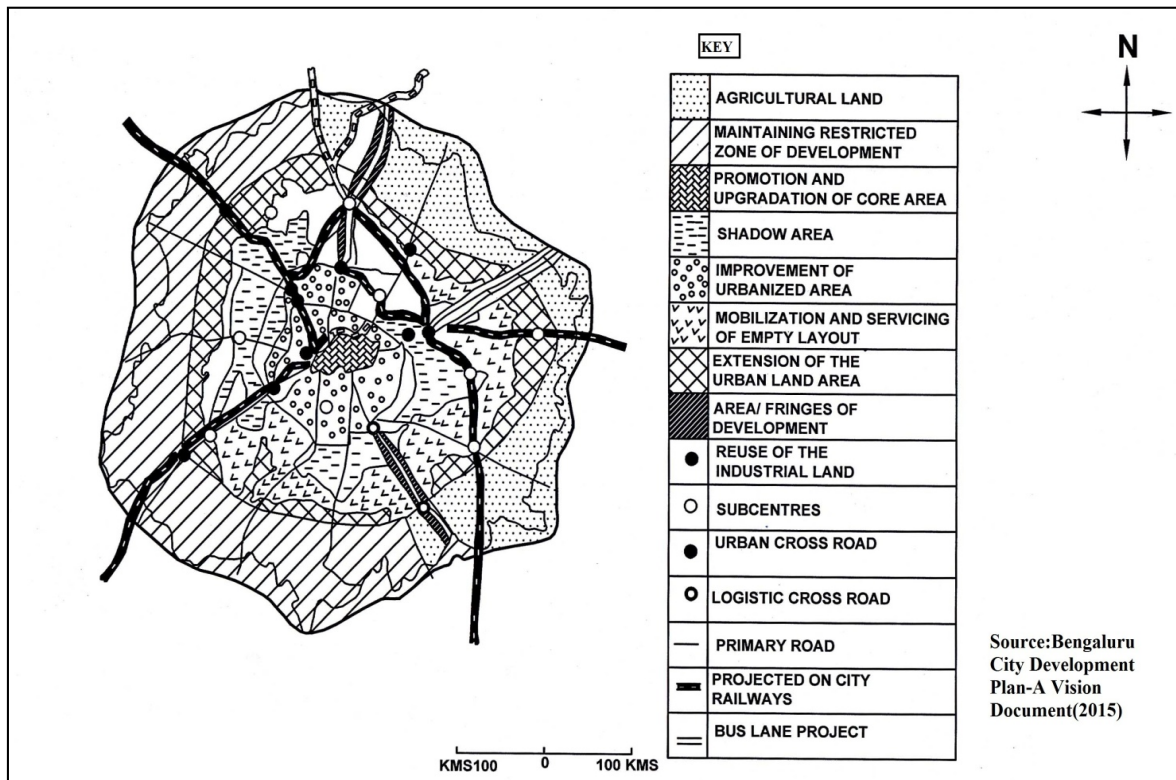 KEY
N
AGRICULTURAL LAND
MAINTAINING RESTRICTED
ZONE OF DEVELOPMENT
PROMOTION AND
UPGRADATION OF CORE AREA
SHADOW AREA
IMPROVEMENT OF
URBANIZED AREA
MOBILIZATION AND SERVICING
OF EMPTY LAYOUT
EXTENSION OF THE
URBAN LAND AREA
AREA/ FRINGES OF
DEVELOPMENT
REUSE OF THE
INDUSTRIAL LAND
SUBCENTRES
URBAN CROSS ROAD
LOGISTIC CROSS ROAD
PRIMARY ROAD
PROJECTED ON CITY
RAILWAYS
BUS LANE PROJECT
Source:Bengaluru
City Development
Plan-A Vision
Document(2015)
KMS100 0 100 KMS